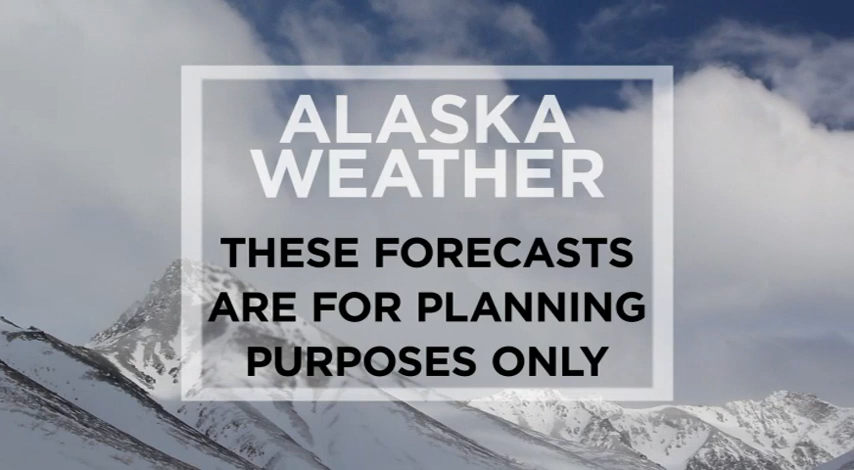 ALASKA
WEATHER
THESE FORECASTS
ARE FOR PLANNING
PURPOSES ONLY